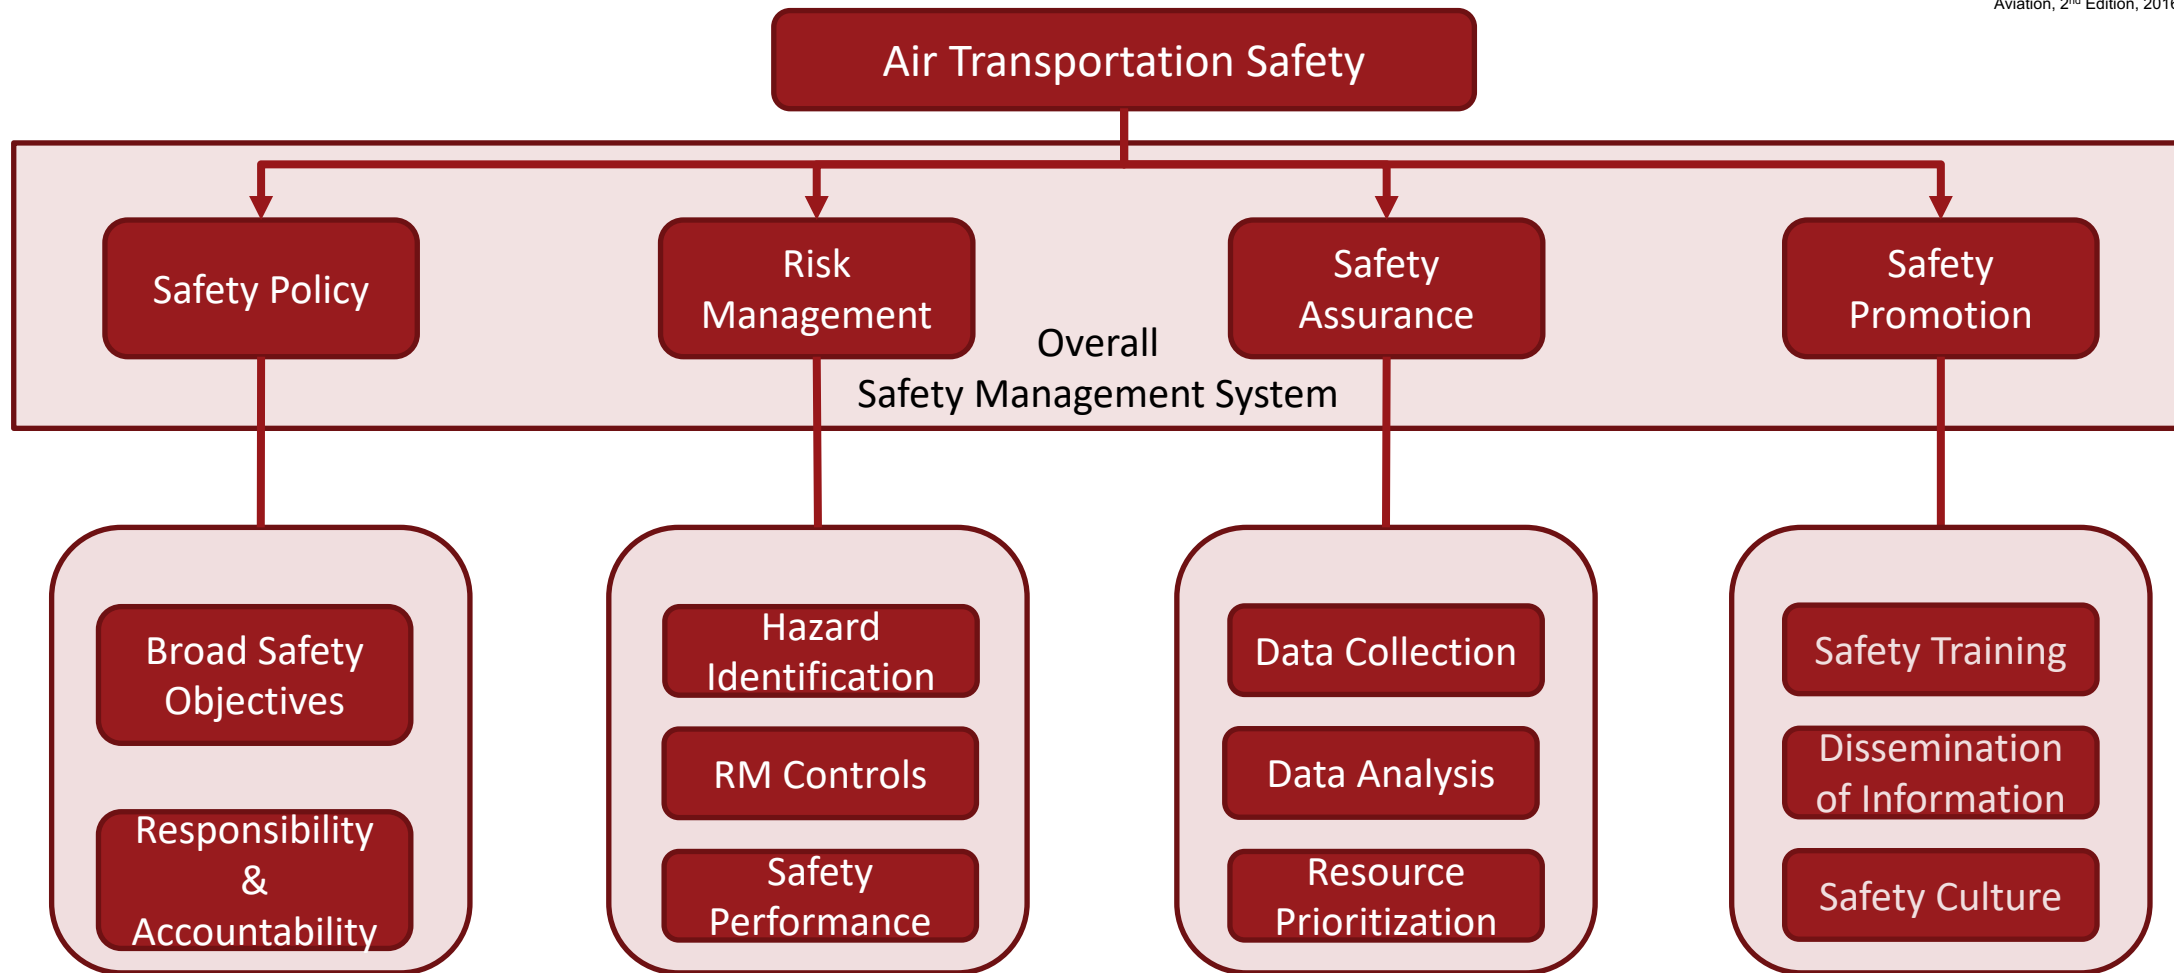 Aviation, 2nd Edition, 2016
Air Transportation Safety
Safety Policy
Risk
Management
Safety
Assurance
Safety
Promotion
Overall
Safety Management System
Broad Safety
Objectives
Responsibility
&
Accountability
Hazard
Identification
RM Controls
Safety
Performance
Data Collection
Data Analysis
Resource
Prioritization
Safety Training
Dissemination
of Information
Safety Culture